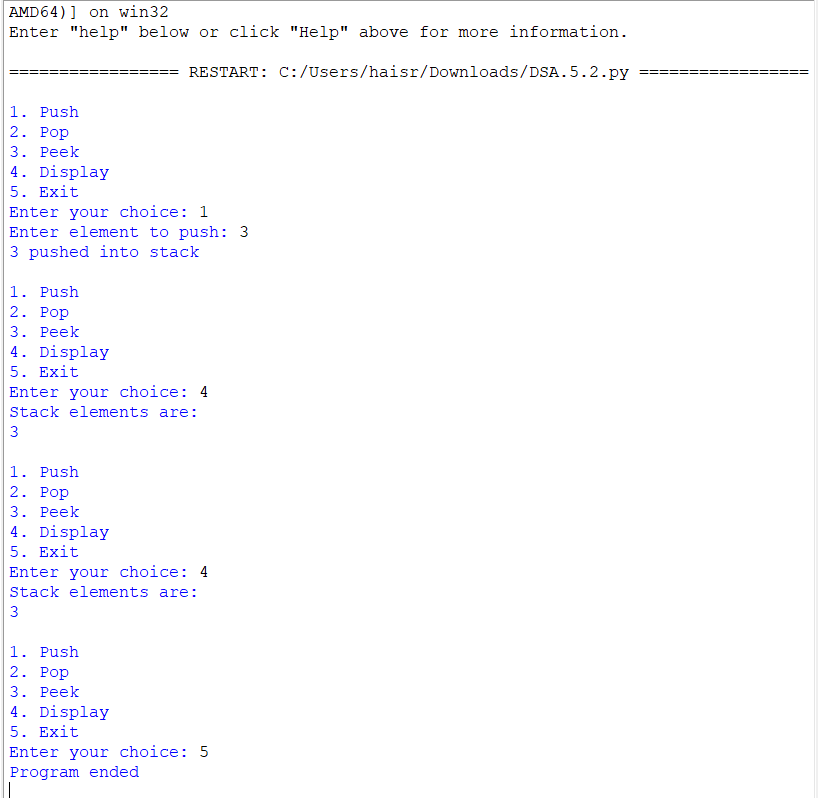 AMD64)] on win32
Enter "help" below or click "Help" above for more information.
================= RESTART: C:/Users/haisr/Downloads/DSA.5.2.py =================
1. Push
2. Pop
3. Peek
4. Display
5. Exit
Enter your choice: 1
Enter element to push: 3
3 pushed into stack
1. Push
2. Pop
3. Peek
4. Display
5. Exit
Enter your choice: 4
Stack elements are:
3
1. Push
2. Pop
3. Peek
4. Display
5. Exit
Enter your choice: 4
Stack elements are:
3
1. Push
2. Pop
3. Peek
4. Display
5. Exit
Enter your choice: 5
Program ended